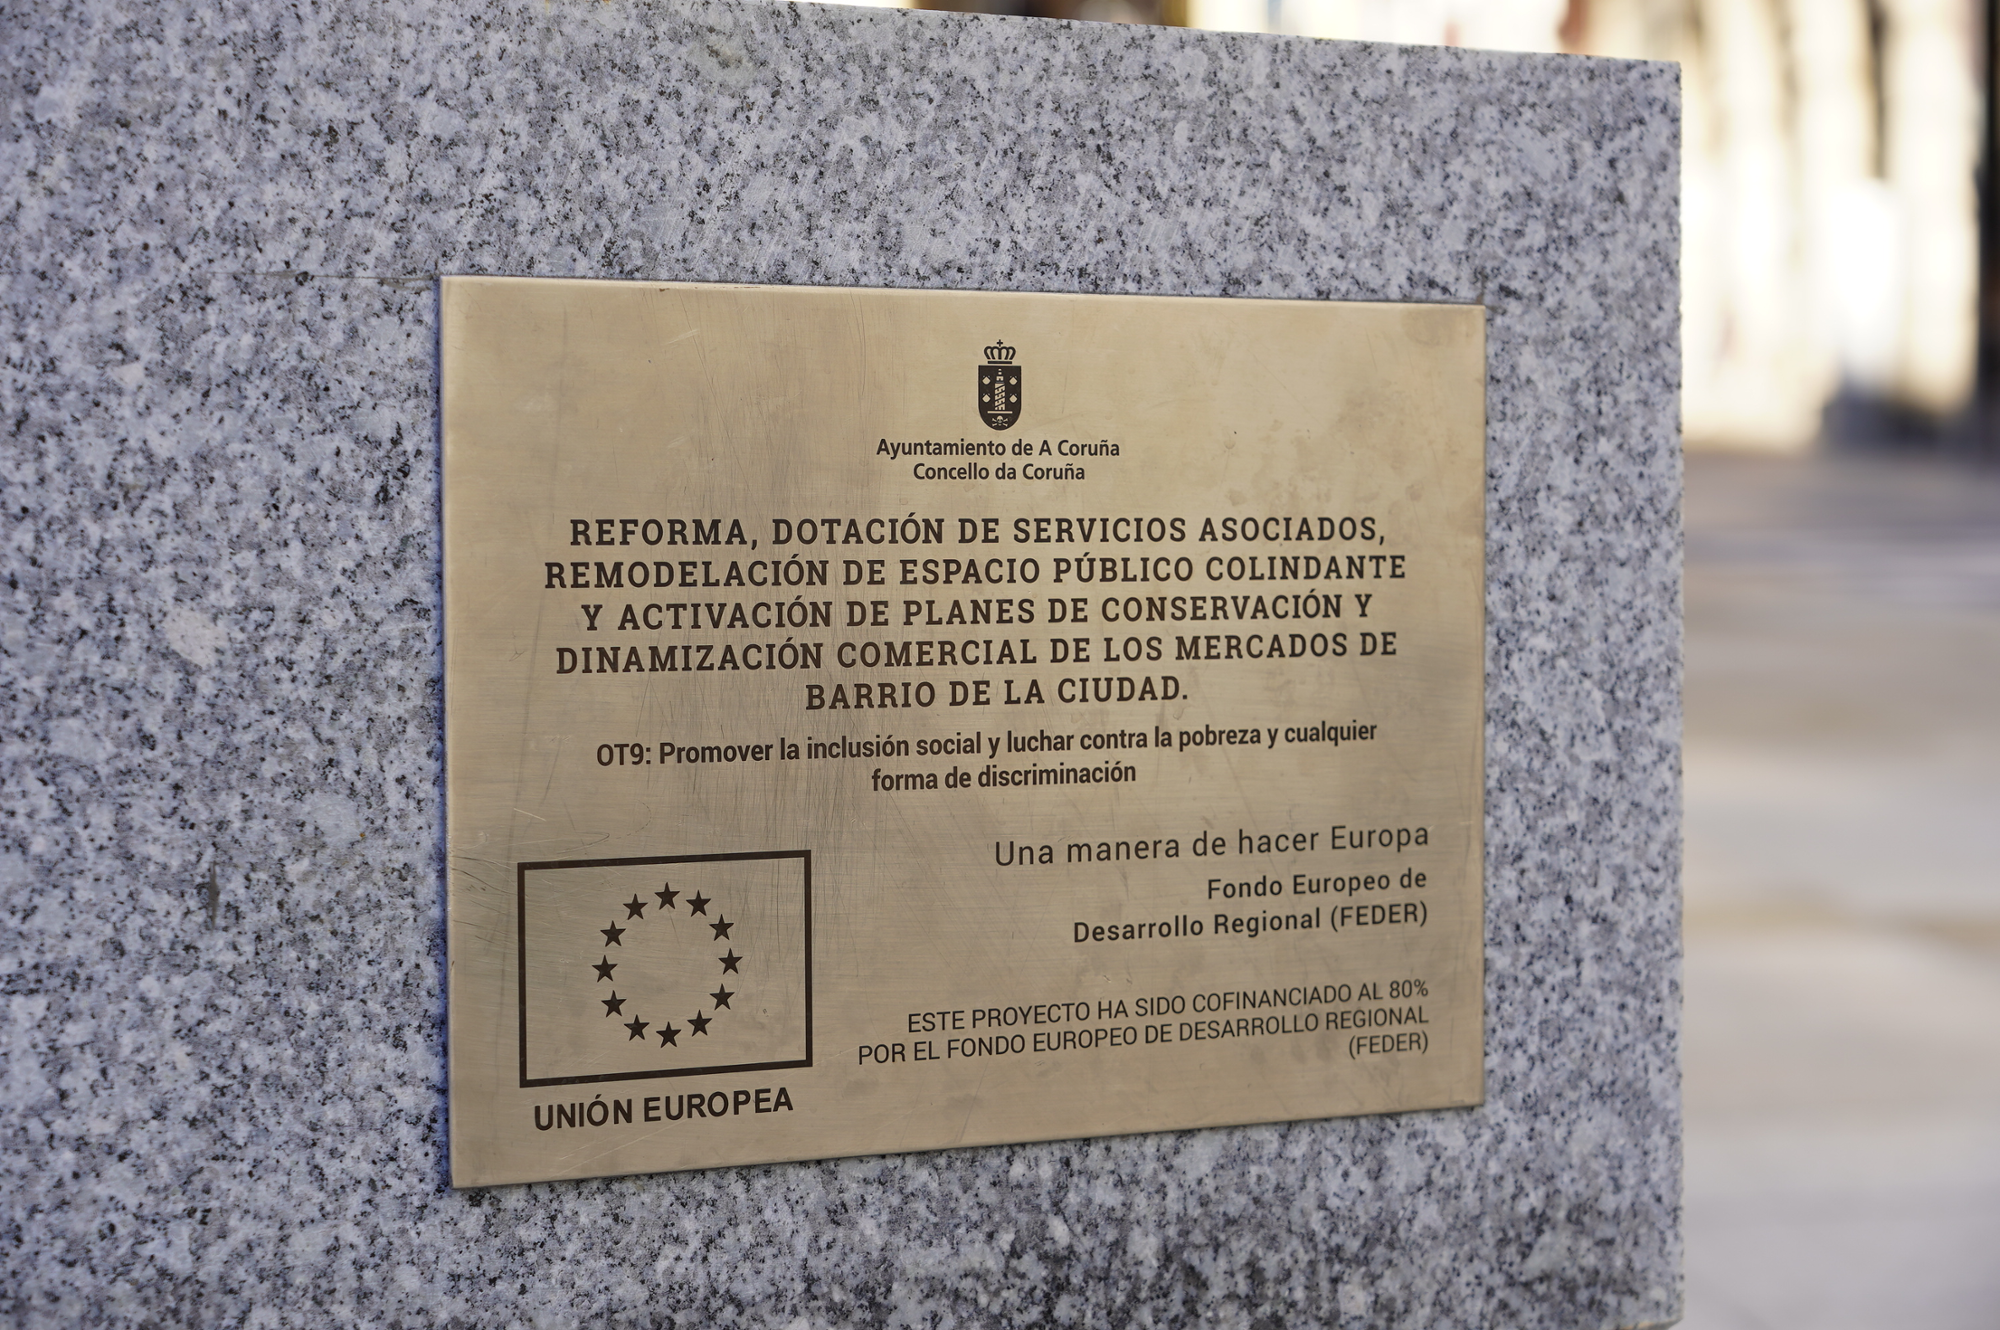 Ayuntamiento de A Coruña
Concello da Coruña
REFORMA, DOTACIÓN DE SERVICIOS ASOCIADOS,
REMODELACIÓN DE ESPACIO PÚBLICO COLINDANTE
Y ACTIVACIÓN DE PLANES DE CONSERVACIÓN Y
DINAMIZACIÓN COMERCIAL DE LOS MERCADOS DE
BARRIO DE LA CIUDAD.
OT9: Promover la inclusión social y luchar contra la pobreza y cualquier
forma de discriminación
Una manera de hacer Europa
Fondo Europeo de
Desarrollo Regional (FEDER)
ESTE PROYECTO HA SIDO COFINANCIADO AL 80%
POR EL FONDO EUROPEO DE DESARROLLO REGIONAL
(FEDER)
UNIÓN EUROPEA